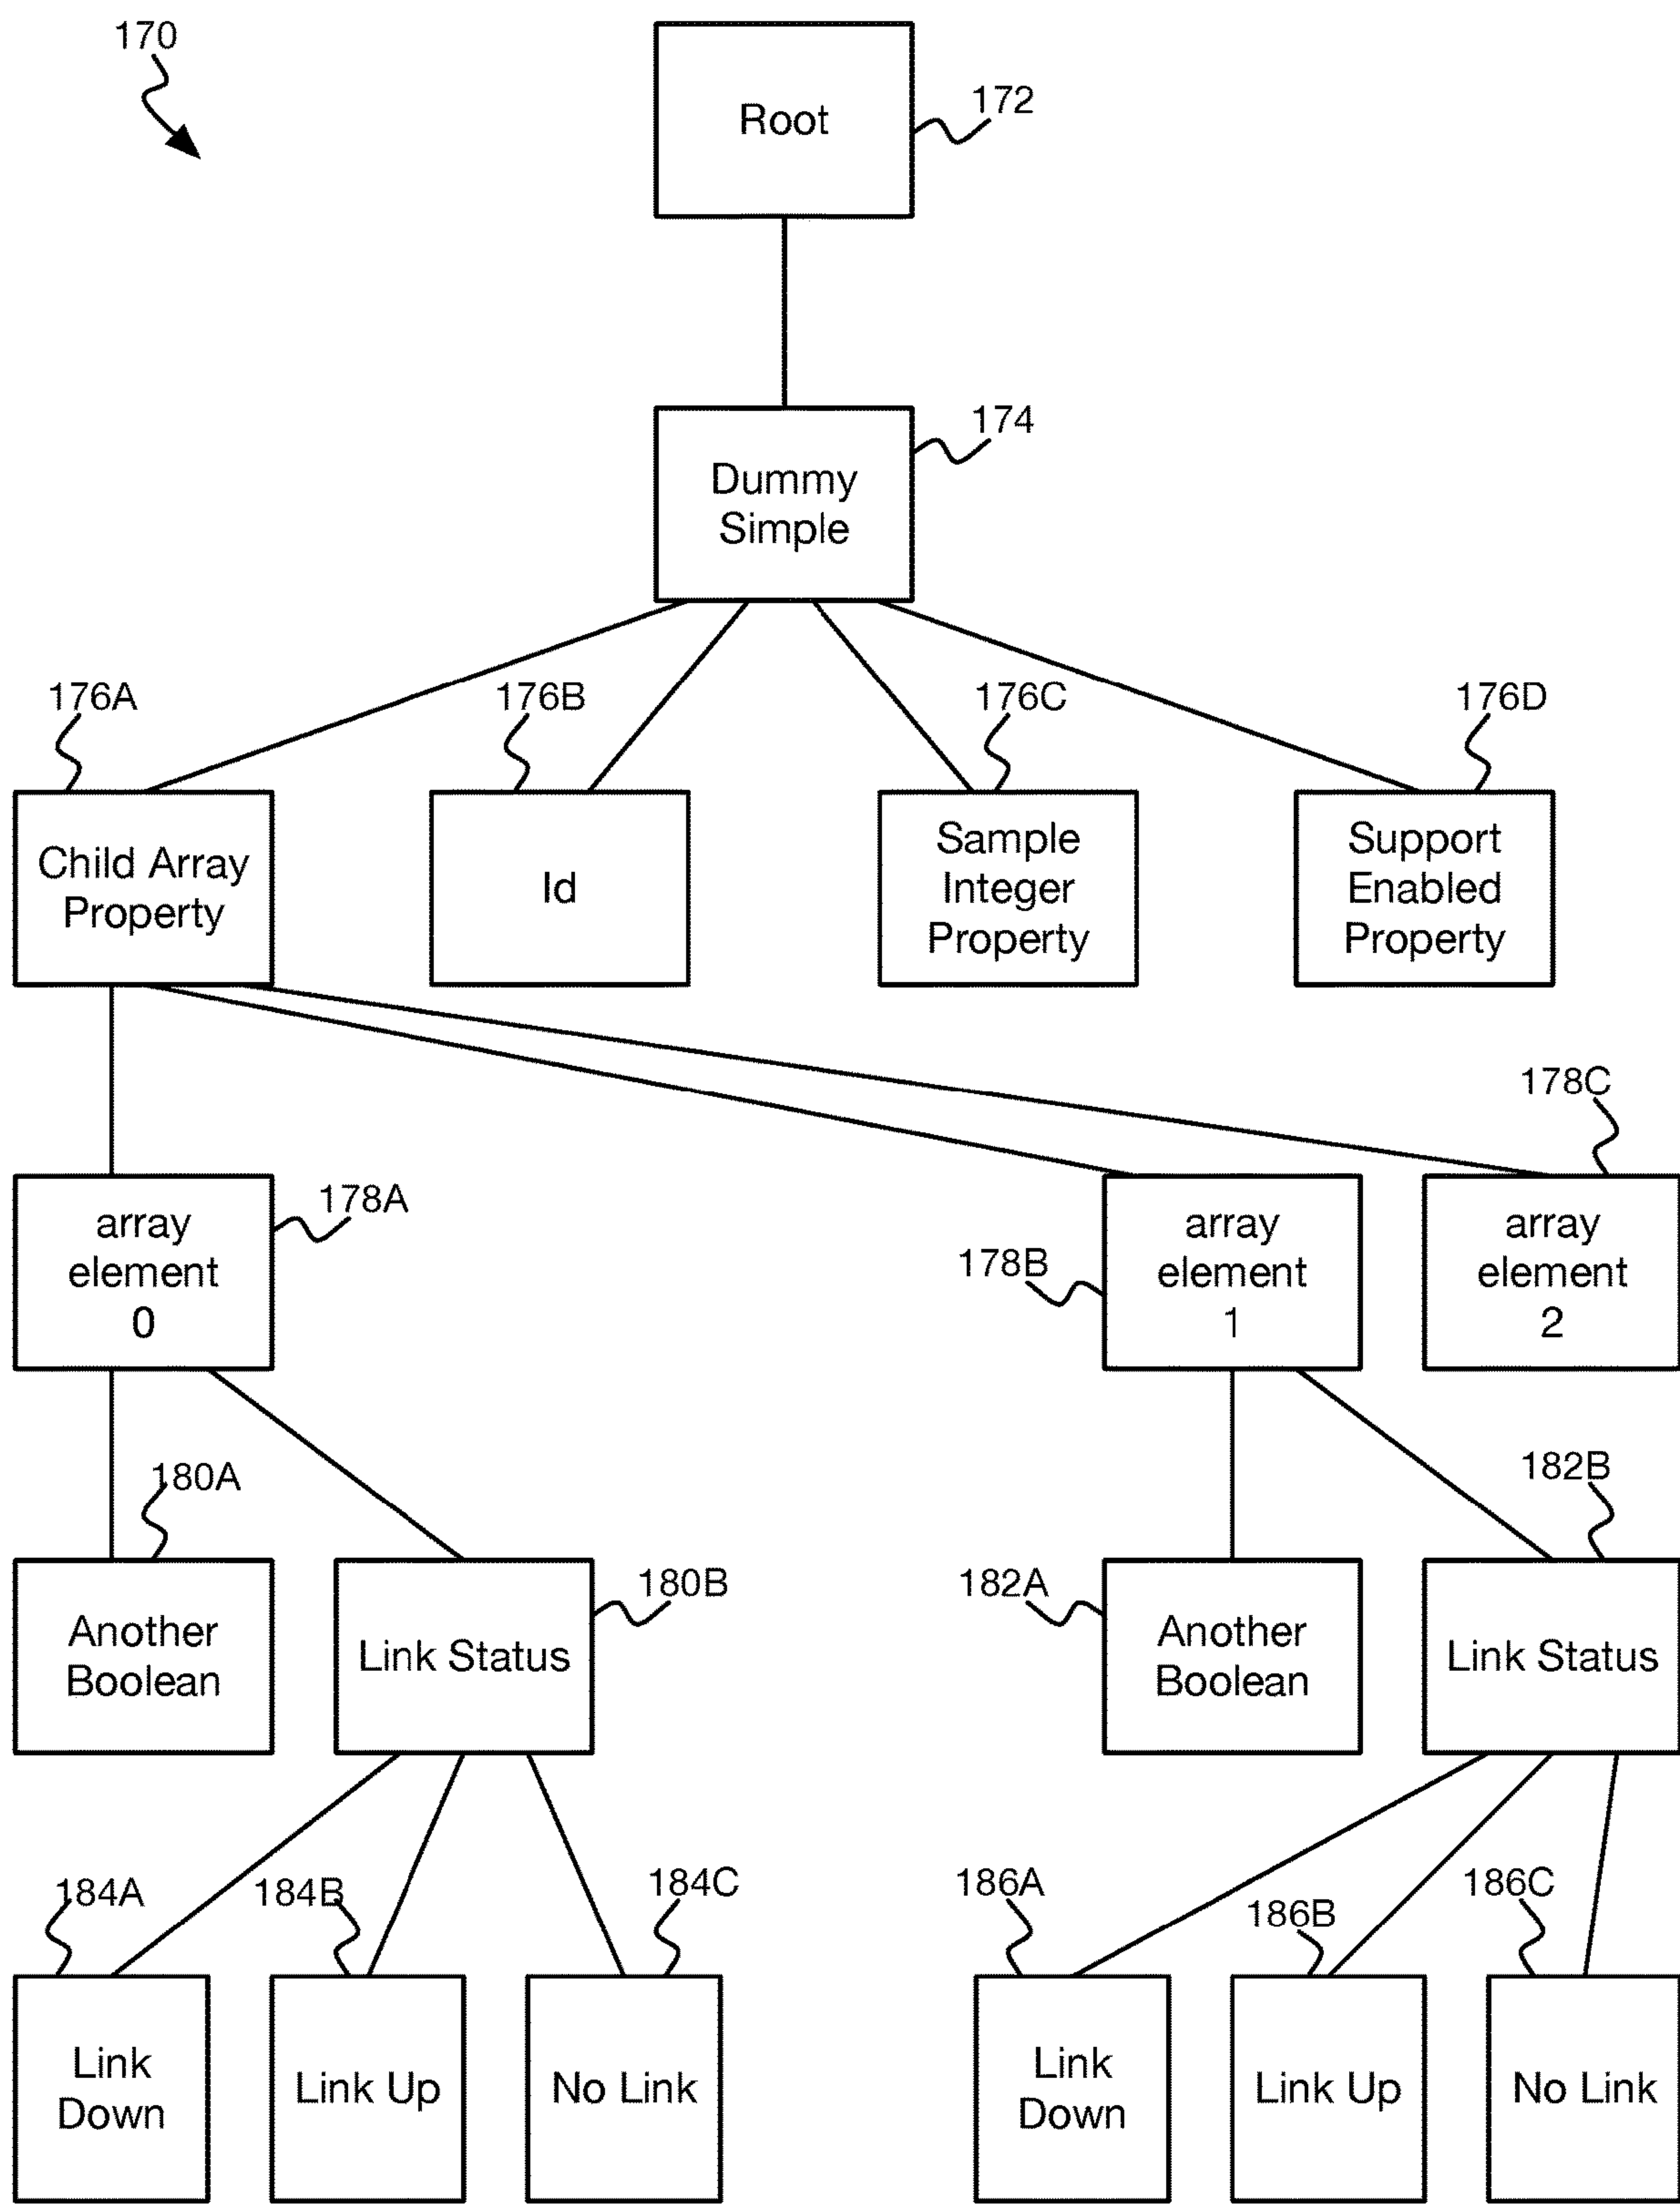 170
Root
172
174
Dummy
Simple
176A
176B
176C
176D
Child Array
Property
Id
Sample
Integer
Property
Support
Enabled
Property
178C
array
element
0
178A
178B
array
element
1
array
element
2
180A
182B
Another
Boolean
Link Status
180B
182A
Another
Boolean
Link Status
184A
184B
184C
186A
186B
186C
Link
Down
Link Up
No Link
Link
Down
Link Up
No Link